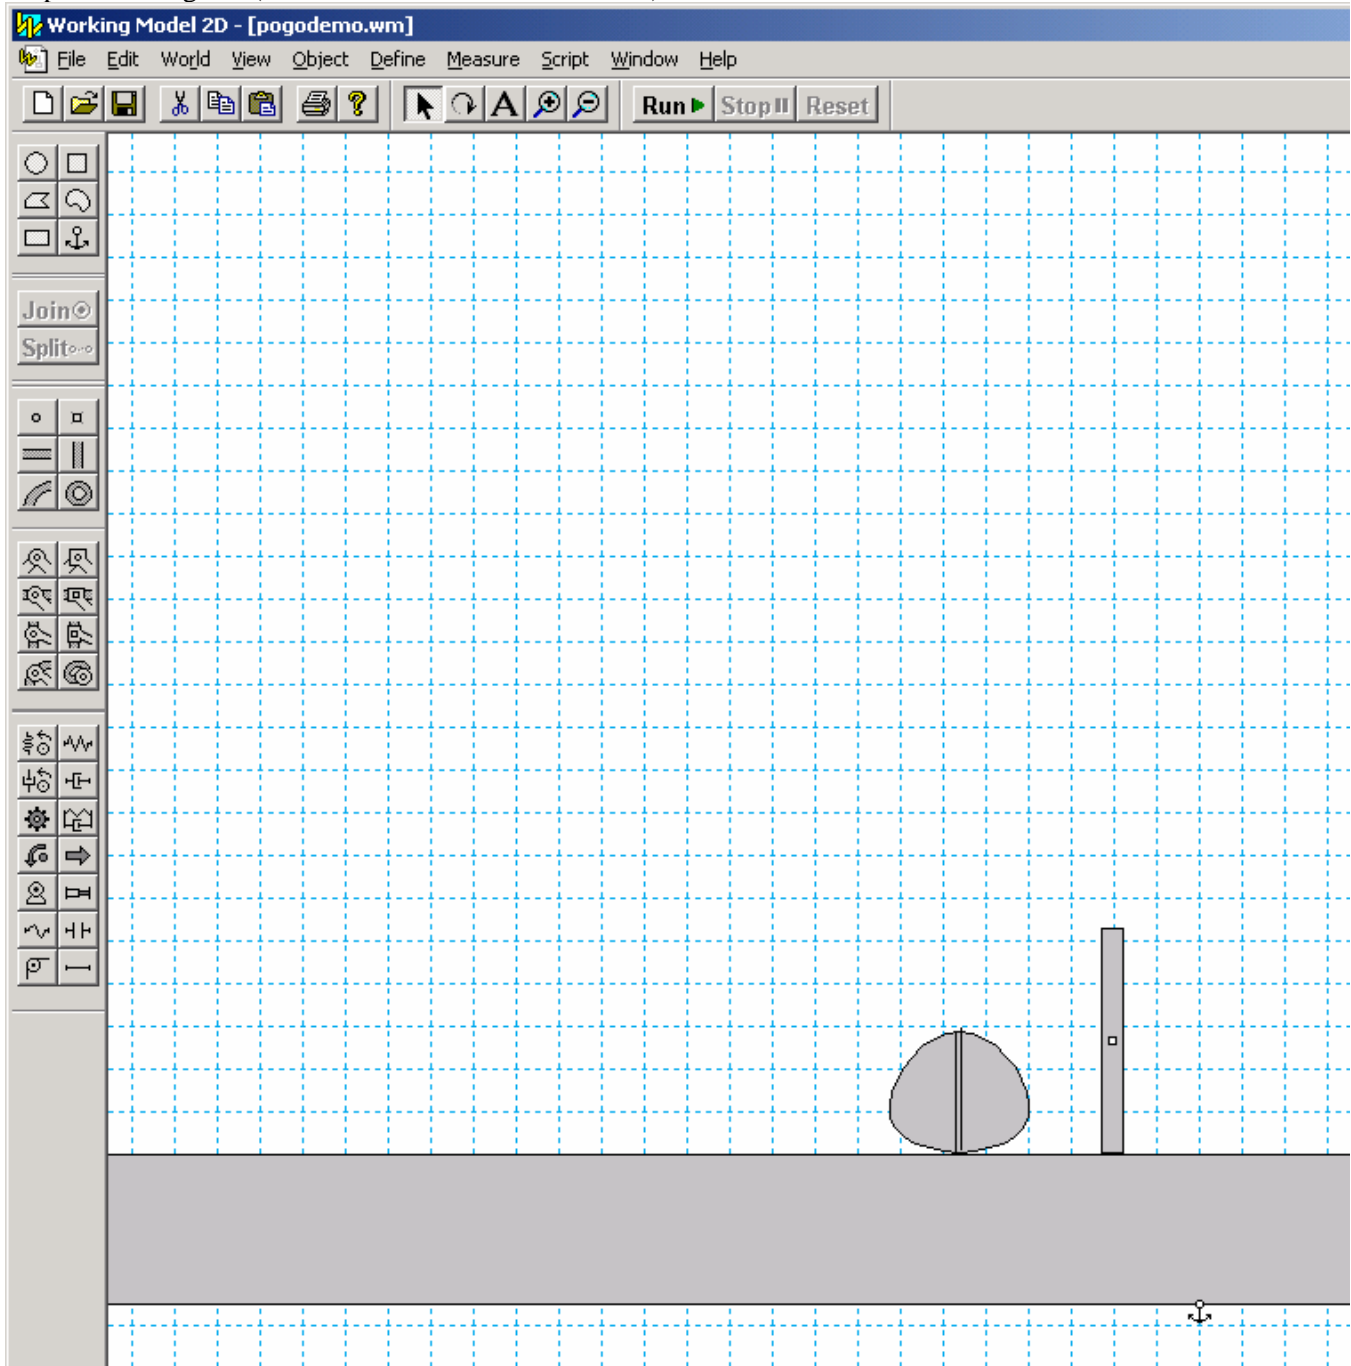 Working Model 2D - [pogodemo.wm]
File Edit World View Object Define Measure Script Window Help
A Run Stop Reset
Join
Split